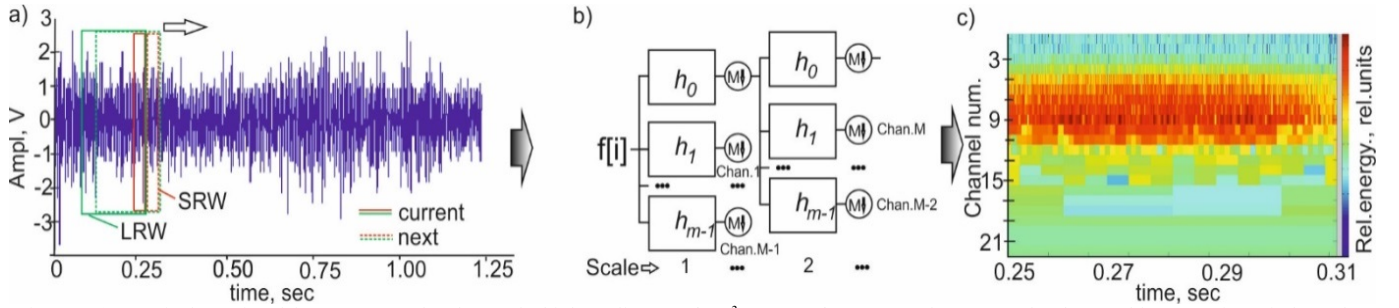 a)
3
2
1
0
-1
-2
-3
Ampl, V
SRW
LRW
current
next
0 0.25 0.50 0.75 1.00 1.25
time, sec
b)
f[i]
h0 M
h1 M
Chan.1
•••
hm-1 M
Chan.M-1
h0 M
h1 M Chan.M
•••
hm-1 M Chan.M-2
Scale 1 ••• 2 •••
c)
3
9
15
21
Channel num.
0.25 0.27 0.29 0.31
time, sec
Rel.energy., rel.units